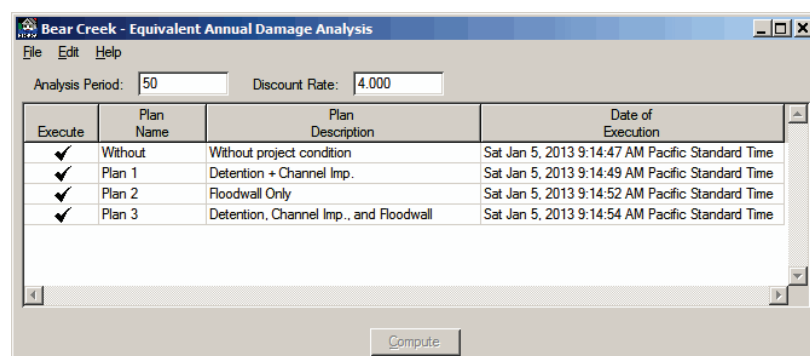 Bear Creek - Equivalent Annual Damage Analysis
File Edit Help
Analysis Period: 50 Discount Rate: 4.000
Execute Plan Name Plan Description Date of Execution
Without Without project condition Sat Jan 5, 2013 9:14:47 AM Pacific Standard Time
Plan 1 Detention + Channel Imp. Sat Jan 5, 2013 9:14:49 AM Pacific Standard Time
Plan 2 Floodwall Only Sat Jan 5, 2013 9:14:52 AM Pacific Standard Time
Plan 3 Detention, Channel Imp., and Floodwall Sat Jan 5, 2013 9:14:54 AM Pacific Standard Time
Compute